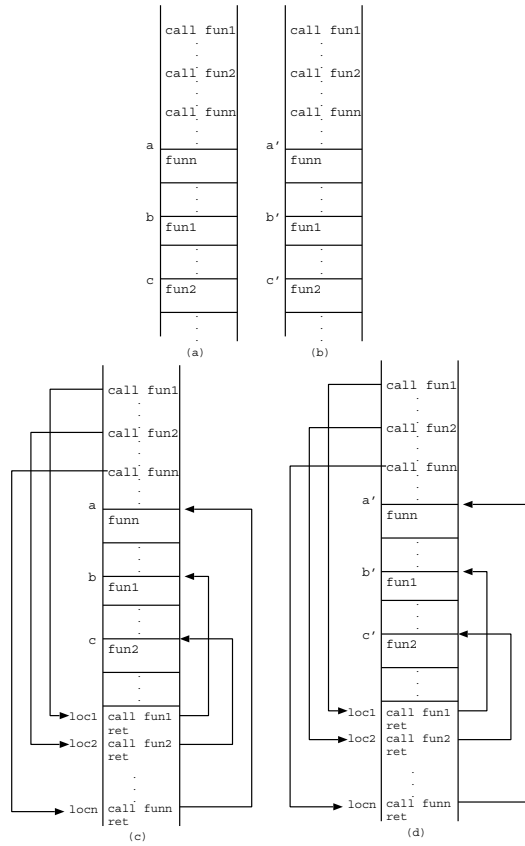 call fun1
call fun2
call funn
a
funn
b
fun1
c
fun2
(a)
call fun1
call fun2
call funn
a'
funn
b'
fun1
c'
fun2
(b)
call fun1
call fun2
call funn
a
funn
b
fun1
c
fun2
loc1 call fun1
ret
loc2 call fun2
ret
locn call funn
ret
(c)
call fun1
call fun2
call funn
a'
funn
b'
fun1
c'
fun2
loc1 call fun1
ret
loc2 call fun2
ret
locn call funn
ret
(d)